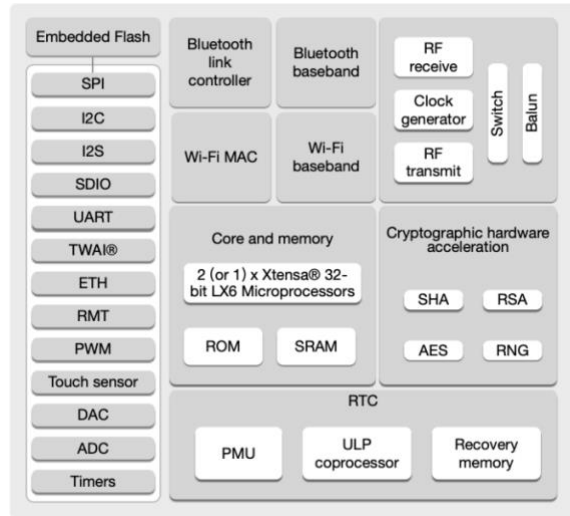 Embedded Flash
SPI
I2C
I2S
SDIO
UART
TWAI®
ETH
RMT
PWM
Touch sensor
DAC
ADC
Timers
Bluetooth
link
controller
Bluetooth
baseband
Wi-Fi MAC
Wi-Fi
baseband
RF
receive
Clock
generator
RF
transmit
Switch
Balun
Core and memory
2 (or 1) x Xtensa® 32-
bit LX6 Microprocessors
ROM
SRAM
Cryptographic hardware
acceleration
SHA
RSA
AES
RNG
RTC
PMU
ULP
coprocessor
Recovery
memory